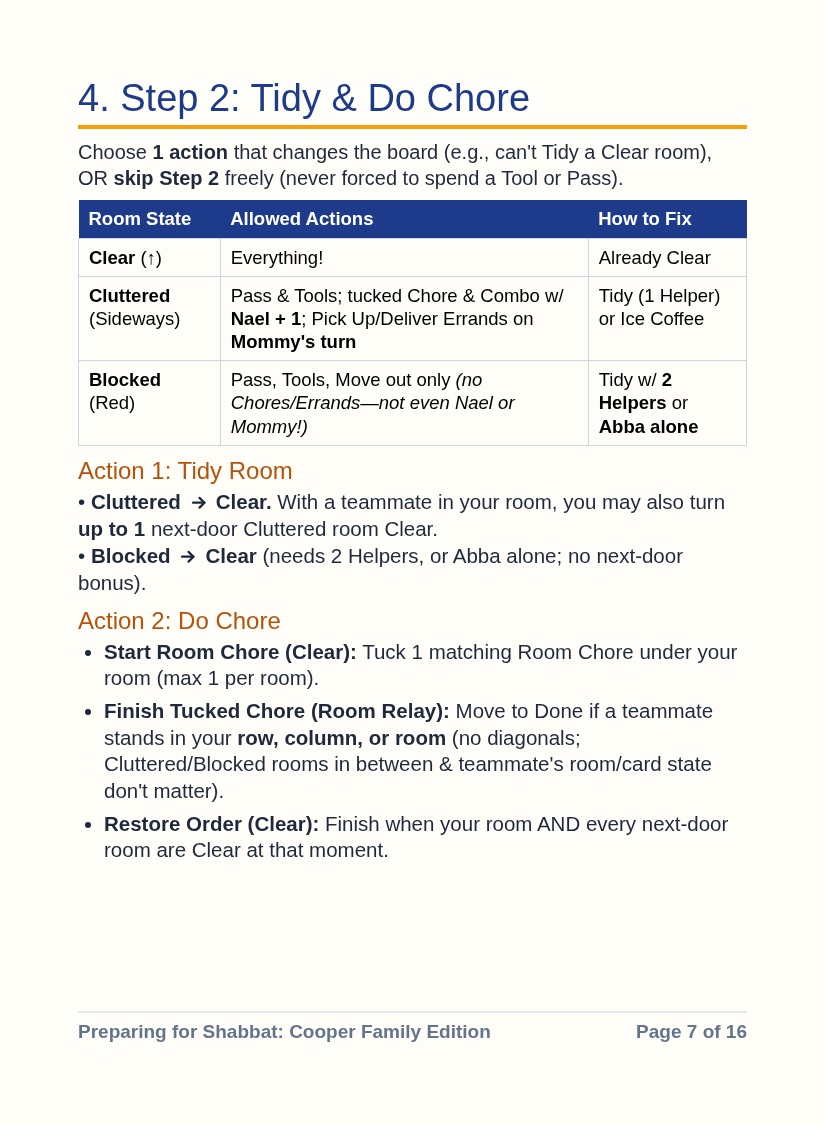 4. Step 2: Tidy & Do Chore
Choose 1 action that changes the board (e.g., can't Tidy a Clear room),
OR skip Step 2 freely (never forced to spend a Tool or Pass).
Room State Allowed Actions How to Fix
Clear (↑) Everything! Already Clear
Cluttered
(Sideways)
Pass & Tools; tucked Chore & Combo w/
Nael + 1; Pick Up/Deliver Errands on
Mommy's turn
Tidy (1 Helper)
or Ice Coffee
Blocked
(Red)
Pass, Tools, Move out only (no
Chores/Errands—not even Nael or
Mommy!)
Tidy w/ 2
Helpers or
Abba alone
Action 1: Tidy Room
• Cluttered → Clear. With a teammate in your room, you may also turn
up to 1 next-door Cluttered room Clear.
• Blocked → Clear (needs 2 Helpers, or Abba alone; no next-door
bonus).
Action 2: Do Chore
• Start Room Chore (Clear): Tuck 1 matching Room Chore under your
room (max 1 per room).
• Finish Tucked Chore (Room Relay): Move to Done if a teammate
stands in your row, column, or room (no diagonals;
Cluttered/Blocked rooms in between & teammate's room/card state
don't matter).
• Restore Order (Clear): Finish when your room AND every next-door
room are Clear at that moment.
Preparing for Shabbat: Cooper Family Edition Page 7 of 16